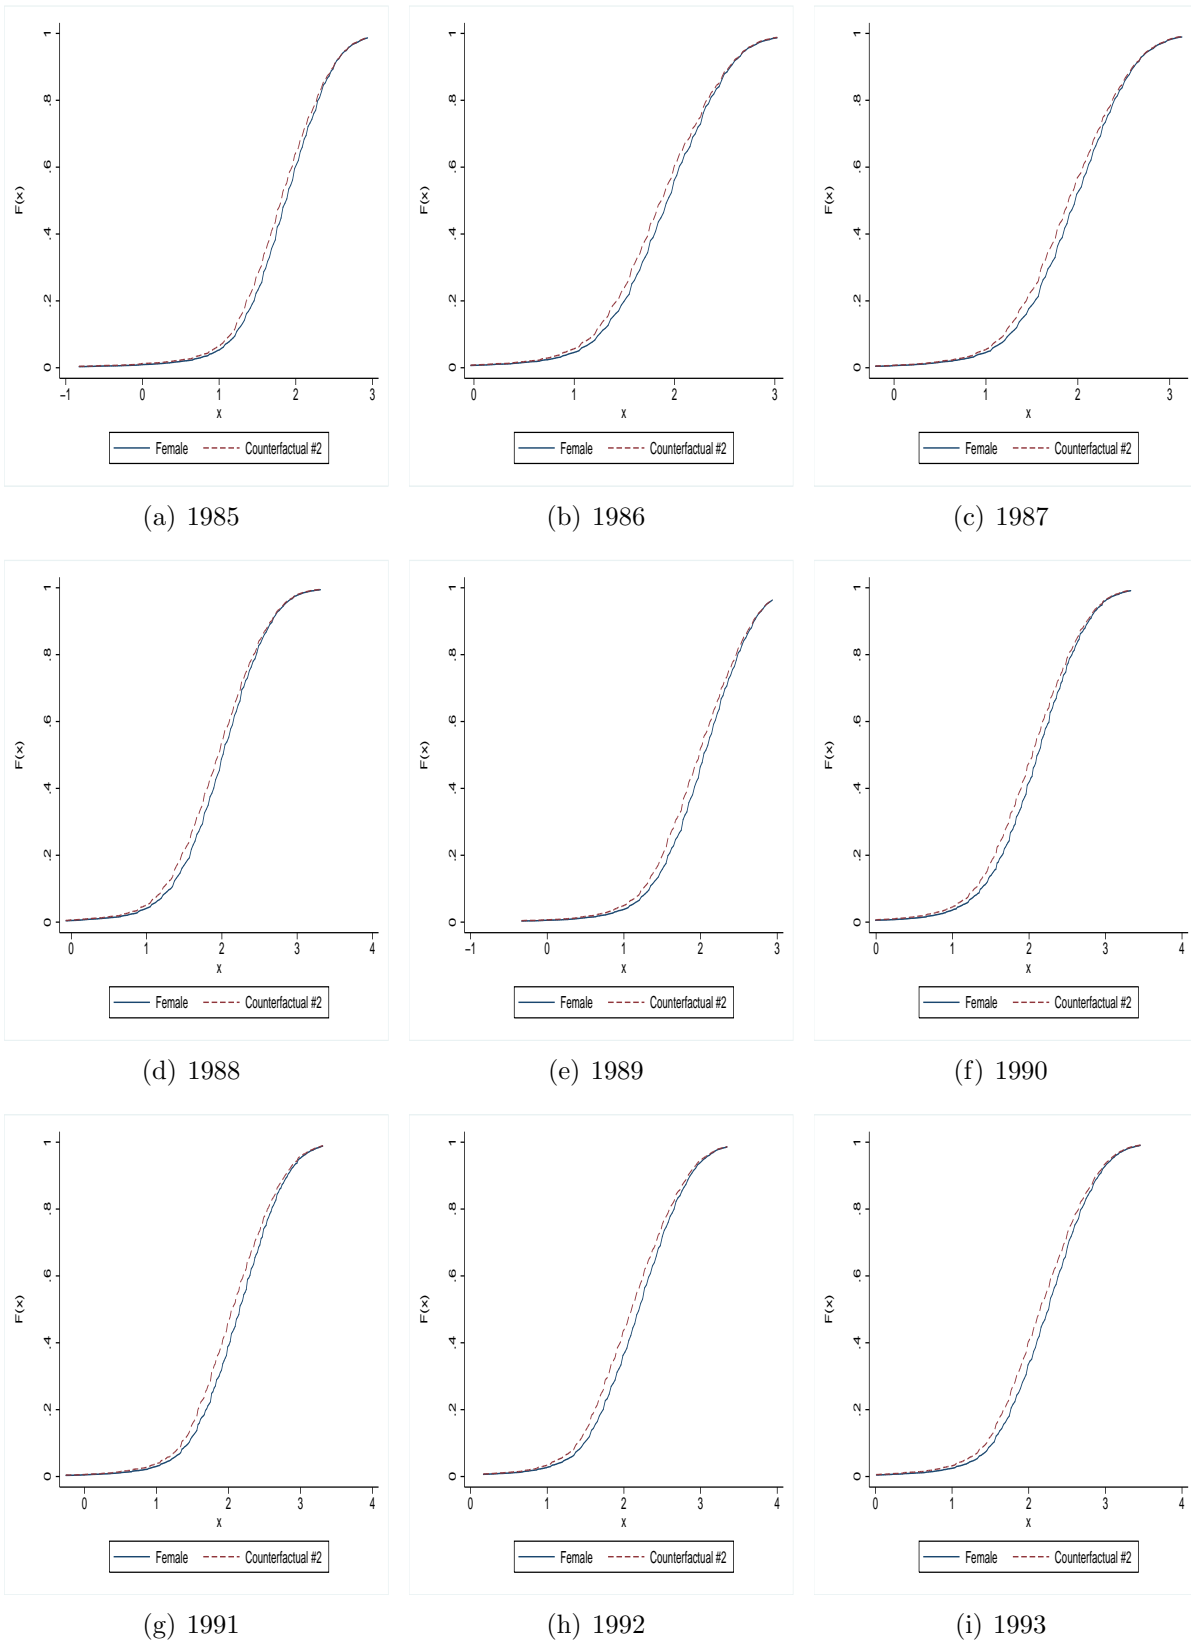 1
.8
.6
F(x)
.4
.2
0
−1 0 1 2 3
x
Female Counterfactual #2
(a) 1985
1
.8
.6
F(x)
.4
.2
0
0 1 2 3
x
Female Counterfactual #2
(b) 1986
1
.8
.6
F(x)
.4
.2
0
0 1 2 3
x
Female Counterfactual #2
(c) 1987
1
.8
.6
F(x)
.4
.2
0
0 1 2 3 4
x
Female Counterfactual #2
(d) 1988
1
.8
.6
F(x)
.4
.2
0
−1 0 1 2 3
x
Female Counterfactual #2
(e) 1989
1
.8
.6
F(x)
.4
.2
0
0 1 2 3 4
x
Female Counterfactual #2
(f) 1990
1
.8
.6
F(x)
.4
.2
0
0 1 2 3 4
x
Female Counterfactual #2
(g) 1991
1
.8
.6
F(x)
.4
.2
0
0 1 2 3 4
x
Female Counterfactual #2
(h) 1992
1
.8
.6
F(x)
.4
.2
0
0 1 2 3 4
x
Female Counterfactual #2
(i) 1993